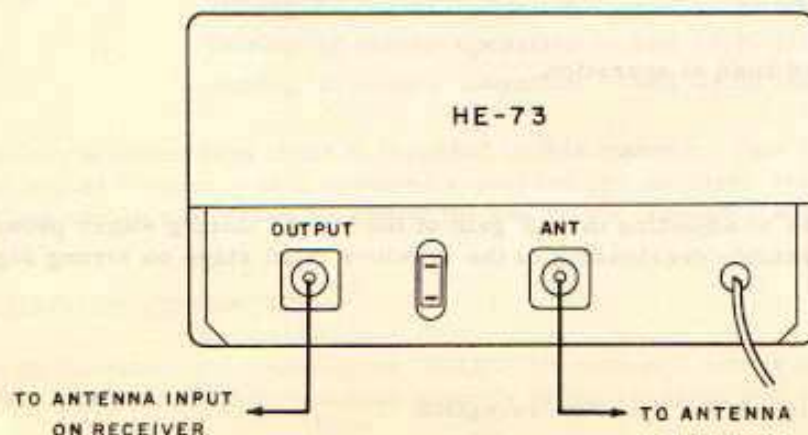 HE-73
OUTPUT
ANT
TO ANTENNA INPUT
ON RECEIVER
TO ANTENNA